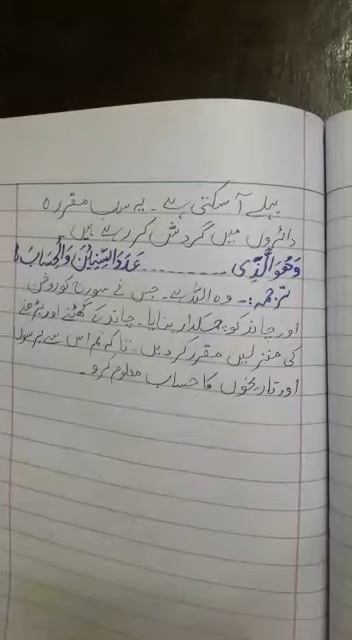 پہلے آ سکتی ہے۔ یہ سب مقررہ
دائروں میں گردش کر رہے ہیں
وَهُوَ الَّذِی ------------ عَدَدَ السِّنِیْنَ وَالْحِسَابَ
ترجمہ:۔ وہ اللہ ہے۔ جس نے سورج کو روشن
اور چاند کو چمکدار بنایا۔ چاند کے گھٹنے اور بڑھنے
کی منزلیں مقرر کر دیں۔ تا کہ تم اس سے برسوں
اور تاریخوں کا حساب معلوم کرو۔